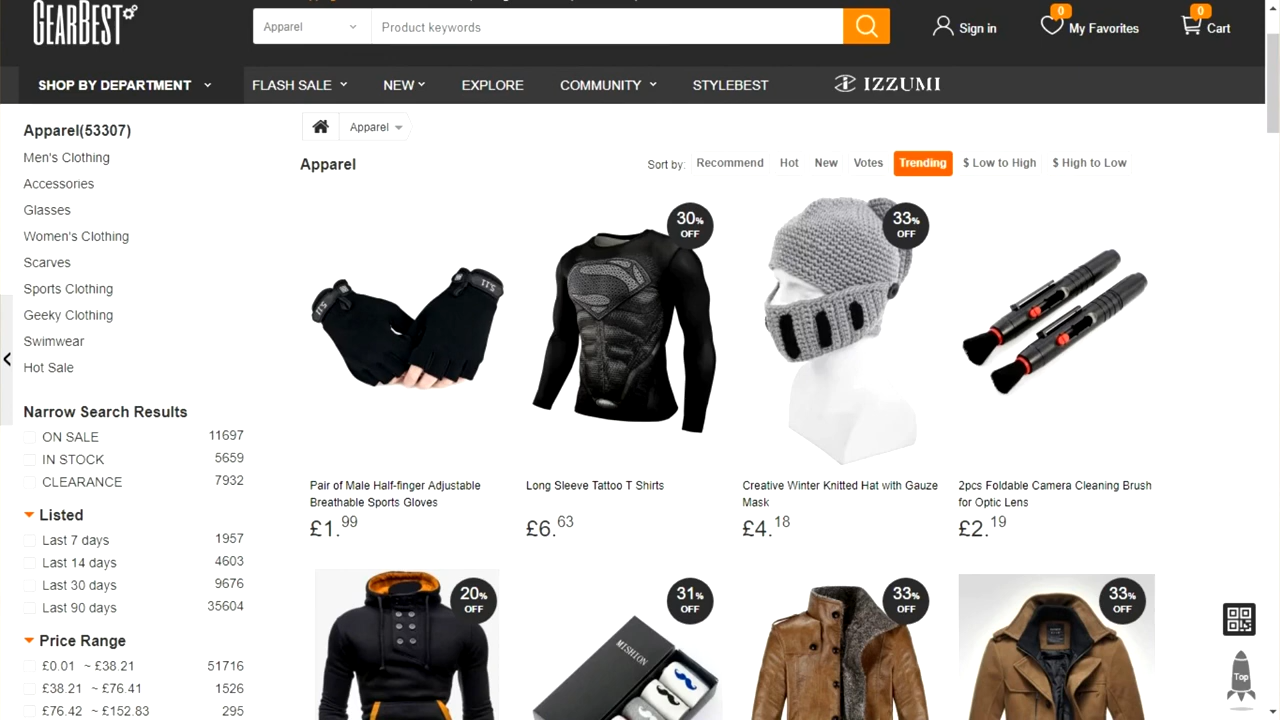 GEARBEST
Apparel
Product keywords
Sign in
0
My Favorites
0
Cart
SHOP BY DEPARTMENT
FLASH SALE
NEW
EXPLORE
COMMUNITY
STYLEBEST
IZZUMI
Apparel(53307)
Men's Clothing
Accessories
Glasses
Women's Clothing
Scarves
Sports Clothing
Geeky Clothing
Swimwear
Hot Sale
Narrow Search Results
ON SALE 11697
IN STOCK 5659
CLEARANCE 7932
Listed
Last 7 days 1957
Last 14 days 4603
Last 30 days 9676
Last 90 days 35604
Price Range
£0.01 ~ £38.21 51716
£38.21 ~ £76.41 1526
£76.42 ~ £152.83 295
Apparel
Apparel
Sort by: Recommend Hot New Votes Trending $ Low to High $ High to Low
5.11
5.11
Pair of Male Half-finger Adjustable
Breathable Sports Gloves
£1.99
30%
OFF
Long Sleeve Tattoo T Shirts
£6.63
33%
OFF
Creative Winter Knitted Hat with Gauze
Mask
£4.18
2pcs Foldable Camera Cleaning Brush
for Optic Lens
£2.19
20%
OFF
31%
OFF
MISHION
33%
OFF
33%
OFF
Top